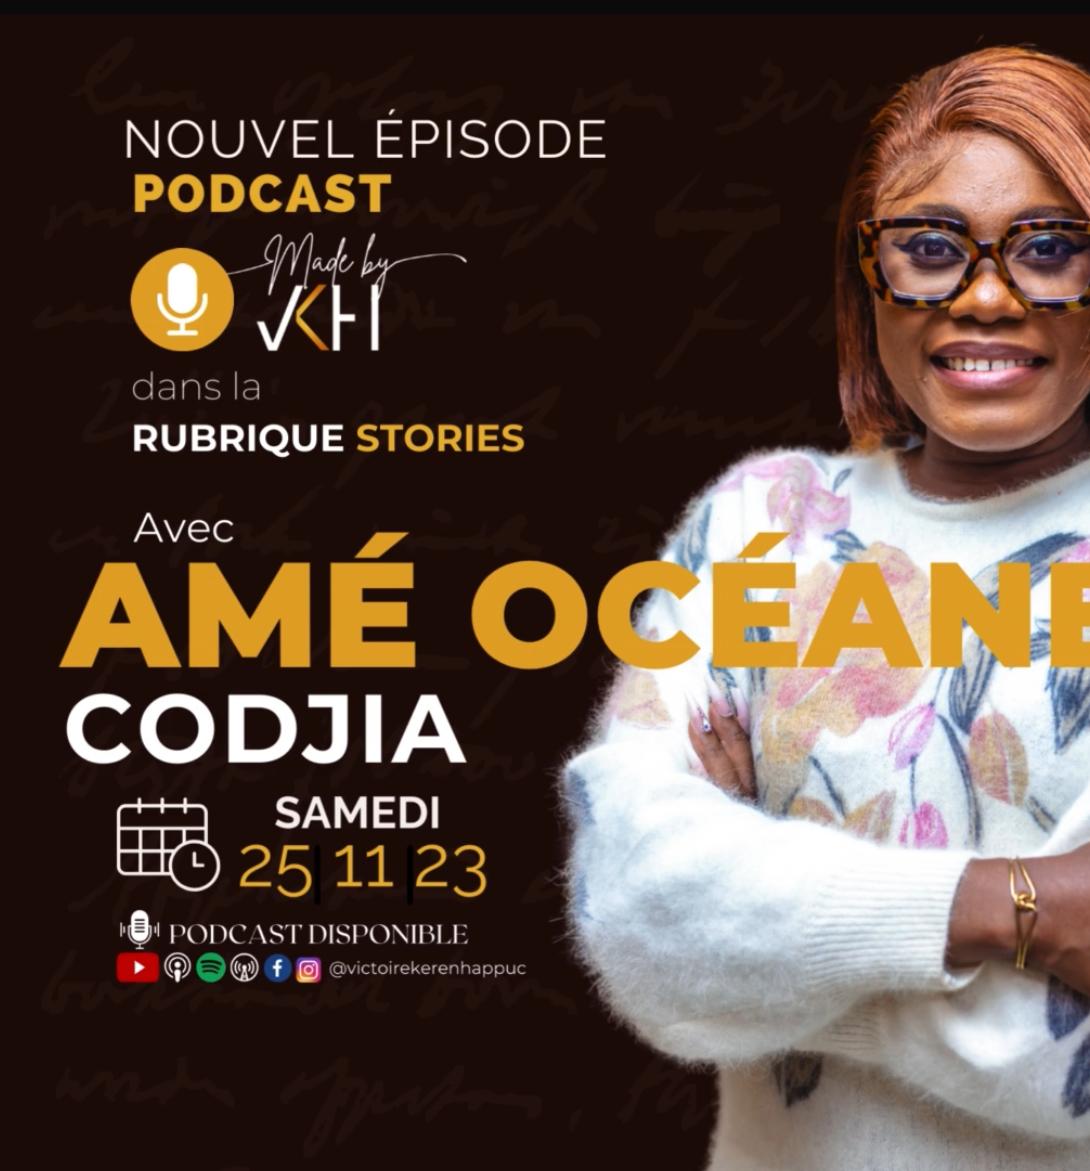 NOUVEL ÉPISODE
PODCAST
Made by
VKH
dans la
RUBRIQUE STORIES
Avec
AMÉ OCÉANE
CODJIA
SAMEDI
25|11|23
PODCAST DISPONIBLE
@victoirekerenhappuc